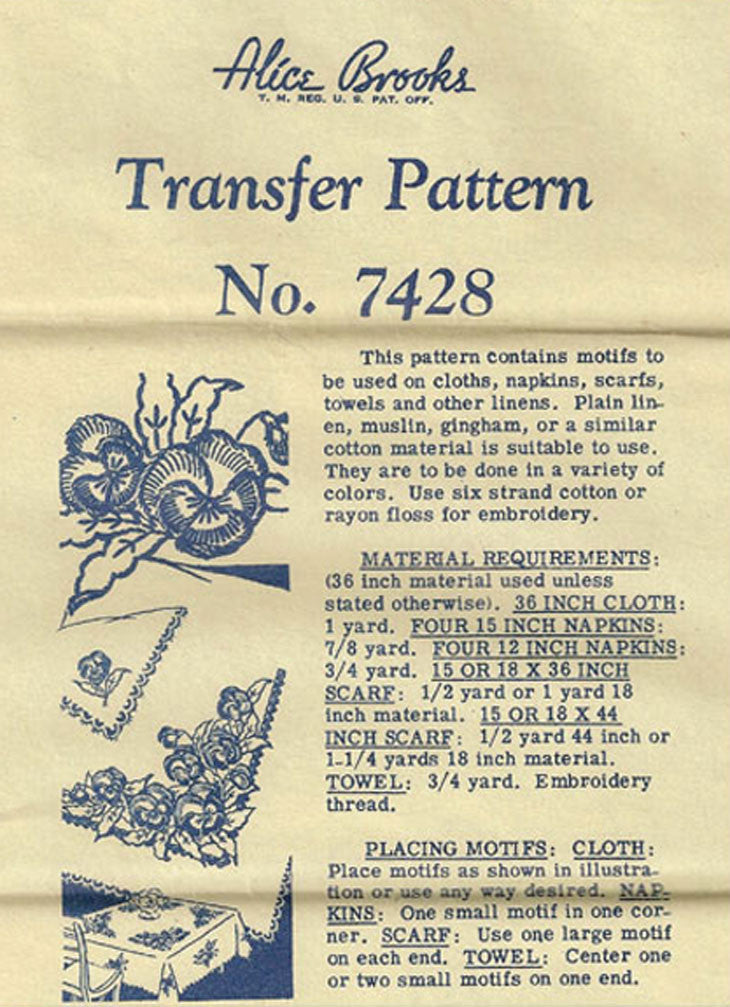 Alice Brooks
T. M. REG. U. S. PAT. OFF.
Transfer Pattern
No. 7428
This pattern contains motifs to
be used on cloths, napkins, scarfs,
towels and other linens. Plain lin-
en, muslin, gingham, or a similar
cotton material is suitable to use.
They are to be done in a variety of
colors. Use six strand cotton or
rayon floss for embroidery.
MATERIAL REQUIREMENTS:
(36 inch material used unless
stated otherwise). 36 INCH CLOTH:
1 yard. FOUR 15 INCH NAPKINS:
7/8 yard. FOUR 12 INCH NAPKINS:
3/4 yard. 15 OR 18 X 36 INCH
SCARF: 1/2 yard or 1 yard 18
inch material. 15 OR 18 X 44
INCH SCARF: 1/2 yard 44 inch or
1-1/4 yards 18 inch material.
TOWEL: 3/4 yard. Embroidery
thread.
PLACING MOTIFS: CLOTH:
Place motifs as shown in illustra-
tion or use any way desired. NAP-
KINS: One small motif in one cor-
ner. SCARF: Use one large motif
on each end. TOWEL: Center one
or two small motifs on one end.